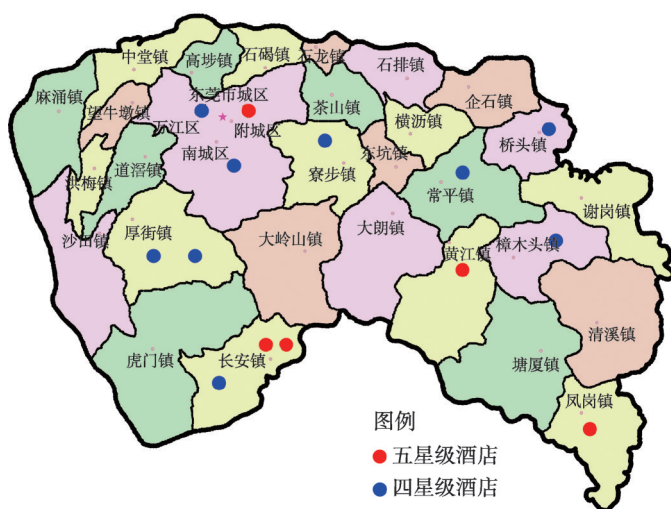 中堂镇
高埗镇
石碣镇
石龙镇
石排镇
麻涌镇
望牛墩镇
东莞市城区
茶山镇
企石镇
万江区
附城区
横沥镇
桥头镇
南城区
寮步镇
东坑镇
道滘镇
洪梅镇
常平镇
谢岗镇
沙田镇
厚街镇
大岭山镇
大朗镇
黄江镇
樟木头镇
清溪镇
虎门镇
长安镇
塘厦镇
凤岗镇
图例
五星级酒店
四星级酒店